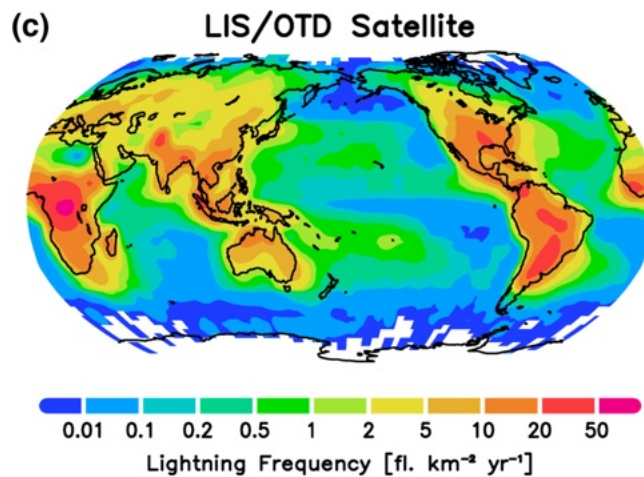 (c) LIS/OTD Satellite
0.01 0.1 0.2 0.5 1 2 5 10 20 50
Lightning Frequency [fl. km⁻² yr⁻¹]